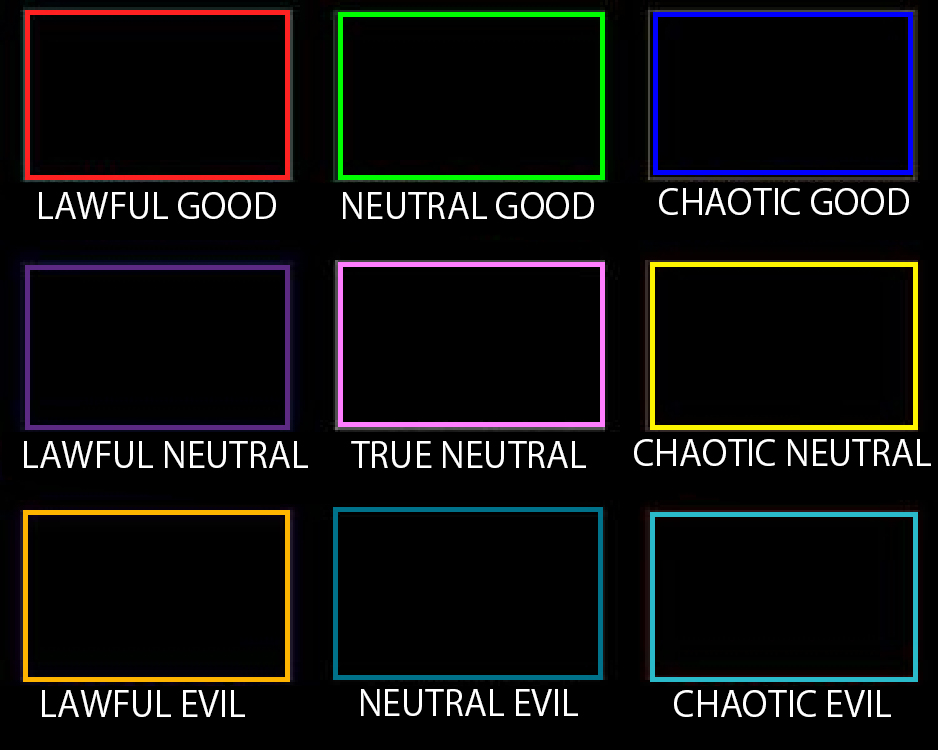 LAWFUL GOOD
NEUTRAL GOOD
CHAOTIC GOOD
LAWFUL NEUTRAL
TRUE NEUTRAL
CHAOTIC NEUTRAL
LAWFUL EVIL
NEUTRAL EVIL
CHAOTIC EVIL